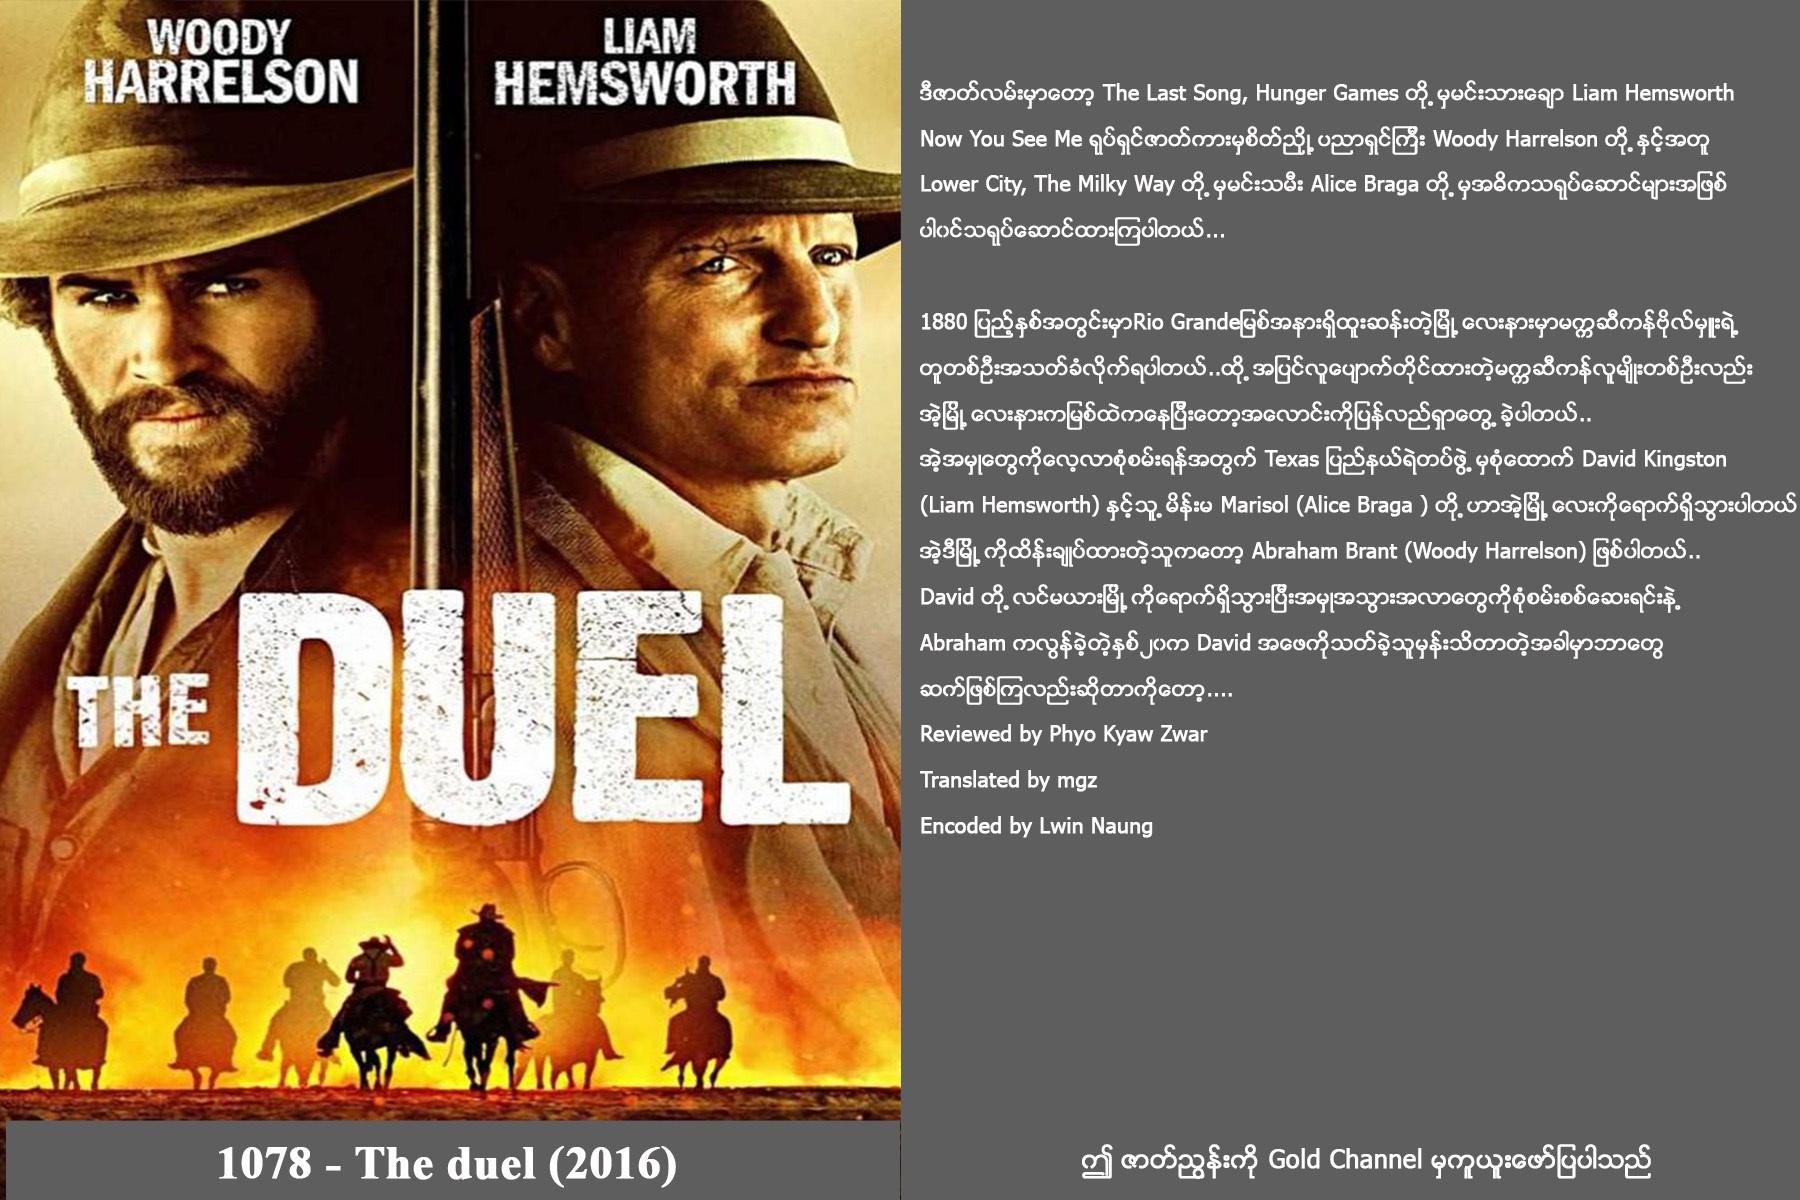 WOODY
HARRELSON
LIAM
HEMSWORTH
THE DUEL
1078 - The duel (2016)
ဒီဇာတ်လမ်းမှာတော့ The Last Song, Hunger Games တို့ မှမင်းသားချော Liam Hemsworth
Now You See Me ရုပ်ရှင်ဇာတ်ကားမှစိတ်ညှို့ ပညာရှင်ကြီး Woody Harrelson တို့ နှင့်အတူ
Lower City, The Milky Way တို့ မှမင်းသမီး Alice Braga တို့ မှအဓိကသရုပ်ဆောင်များအဖြစ်
ပါဝင်သရုပ်ဆောင်ထားကြပါတယ်...
1880 ပြည့်နှစ်အတွင်းမှာRio Grandeမြစ်အနားရှိထူးဆန်းတဲ့မြို့ လေးနားမှာမက္ကဆီကန်ဗိုလ်မှူးရဲ့
တူတစ်ဦးအသတ်ခံလိုက်ရပါတယ်..ထို့ အပြင်လူပျောက်တိုင်ထားတဲ့မက္ကဆီကန်လူမျိုးတစ်ဦးလည်း
အဲ့မြို့ လေးနားကမြစ်ထဲကနေပြီးတော့အလောင်းကိုပြန်လည်ရှာတွေ့ ခဲ့ပါတယ်..
အဲ့အမှုတွေကိုလေ့လာစုံစမ်းရန်အတွက် Texas ပြည်နယ်ရဲတပ်ဖွဲ့ မှစုံထောက် David Kingston
(Liam Hemsworth) နှင့်သူ့ မိန်းမ Marisol (Alice Braga ) တို့ ဟာအဲ့မြို့ လေးကိုရောက်ရှိသွားပါတယ်
အဲ့ဒီမြို့ ကိုထိန်းချုပ်ထားတဲ့သူကတော့ Abraham Brant (Woody Harrelson) ဖြစ်ပါတယ်..
David တို့ လင်မယားမြို့ ကိုရောက်ရှိသွားပြီးအမှုအသွားအလာတွေကိုစုံစမ်းစစ်ဆေးရင်းနဲ့
Abraham ကလွန်ခဲ့တဲ့နှစ်၂၀က David အဖေကိုသတ်ခဲ့သူမှန်းသိတာတဲ့အခါမှာဘာတွေ
ဆက်ဖြစ်ကြလည်းဆိုတာကိုတော့....
Reviewed by Phyo Kyaw Zwar
Translated by mgz
Encoded by Lwin Naung
ဤ ဇာတ်ညွှန်းကို Gold Channel မှကူယူးဖော်ပြပါသည်